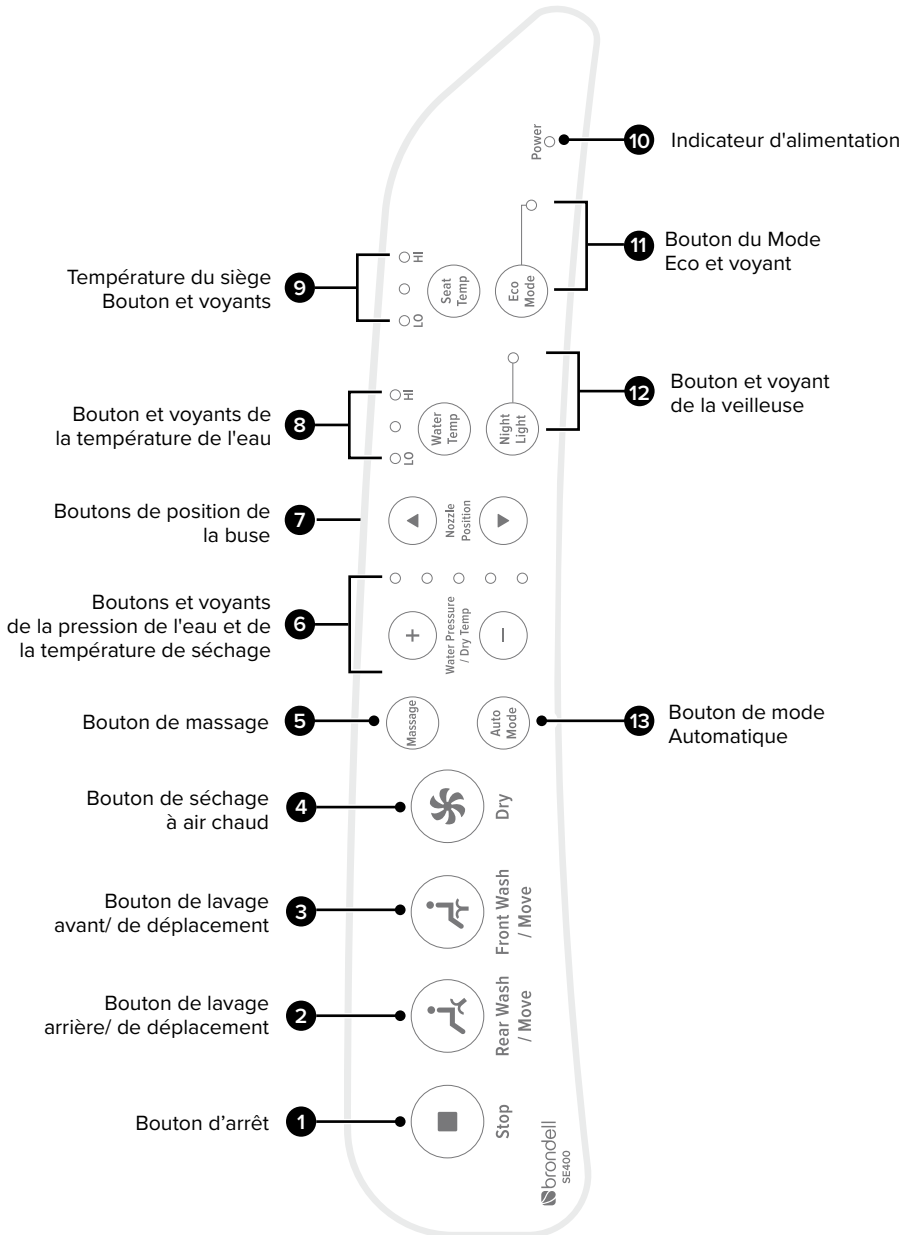 Power
10
Indicateur d'alimentation
11
Bouton du Mode
Eco et voyant
Température du siège
Bouton et voyants
9
HI
LO
Seat
Temp
Eco
Mode
12
Bouton et voyant
de la veilleuse
Bouton et voyants de
la température de l'eau
8
HI
LO
Water
Temp
Night
Light
Boutons de position de
la buse
7
Nozzle
Position
Boutons et voyants
de la pression de l'eau et de
la température de séchage
6
+
Water Pressure
/ Dry Temp
–
Bouton de massage
5
Massage
Auto
Mode
13
Bouton de mode
Automatique
Bouton de séchage
à air chaud
4
Dry
Bouton de lavage
avant/ de déplacement
3
Front Wash
/ Move
Bouton de lavage
arrière/ de déplacement
2
Rear Wash
/ Move
Bouton d’arrêt
1
Stop
brondell
SE400